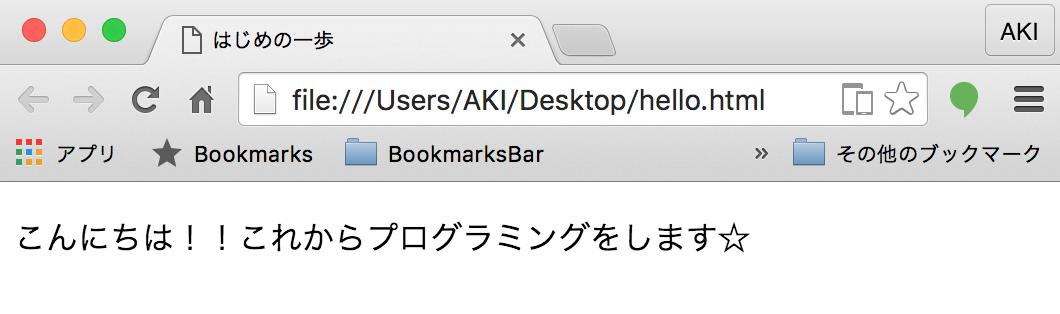 はじめの一歩
AKI
file:///Users/AKI/Desktop/hello.html
アプリ Bookmarks BookmarksBar » その他のブックマーク
こんにちは！！これからプログラミングをします☆